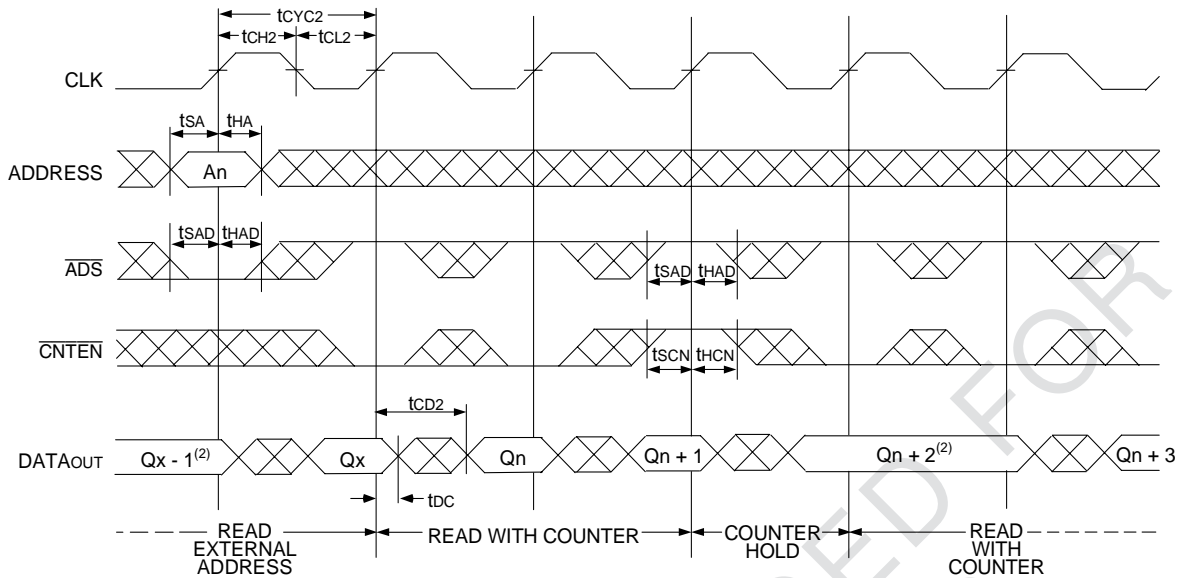 tCYC2
tCH2 tCL2
CLK
tSA tHA
ADDRESS An
tSAD tHAD
ADS
tSAD tHAD
CNTEN
tSCN tHCN
tCD2
DATAOUT Qx - 1(2) Qx Qn Qn + 1 Qn + 2(2) Qn + 3
tDC
READ EXTERNAL ADDRESS
READ WITH COUNTER
COUNTER HOLD
READ WITH COUNTER
ED FOR